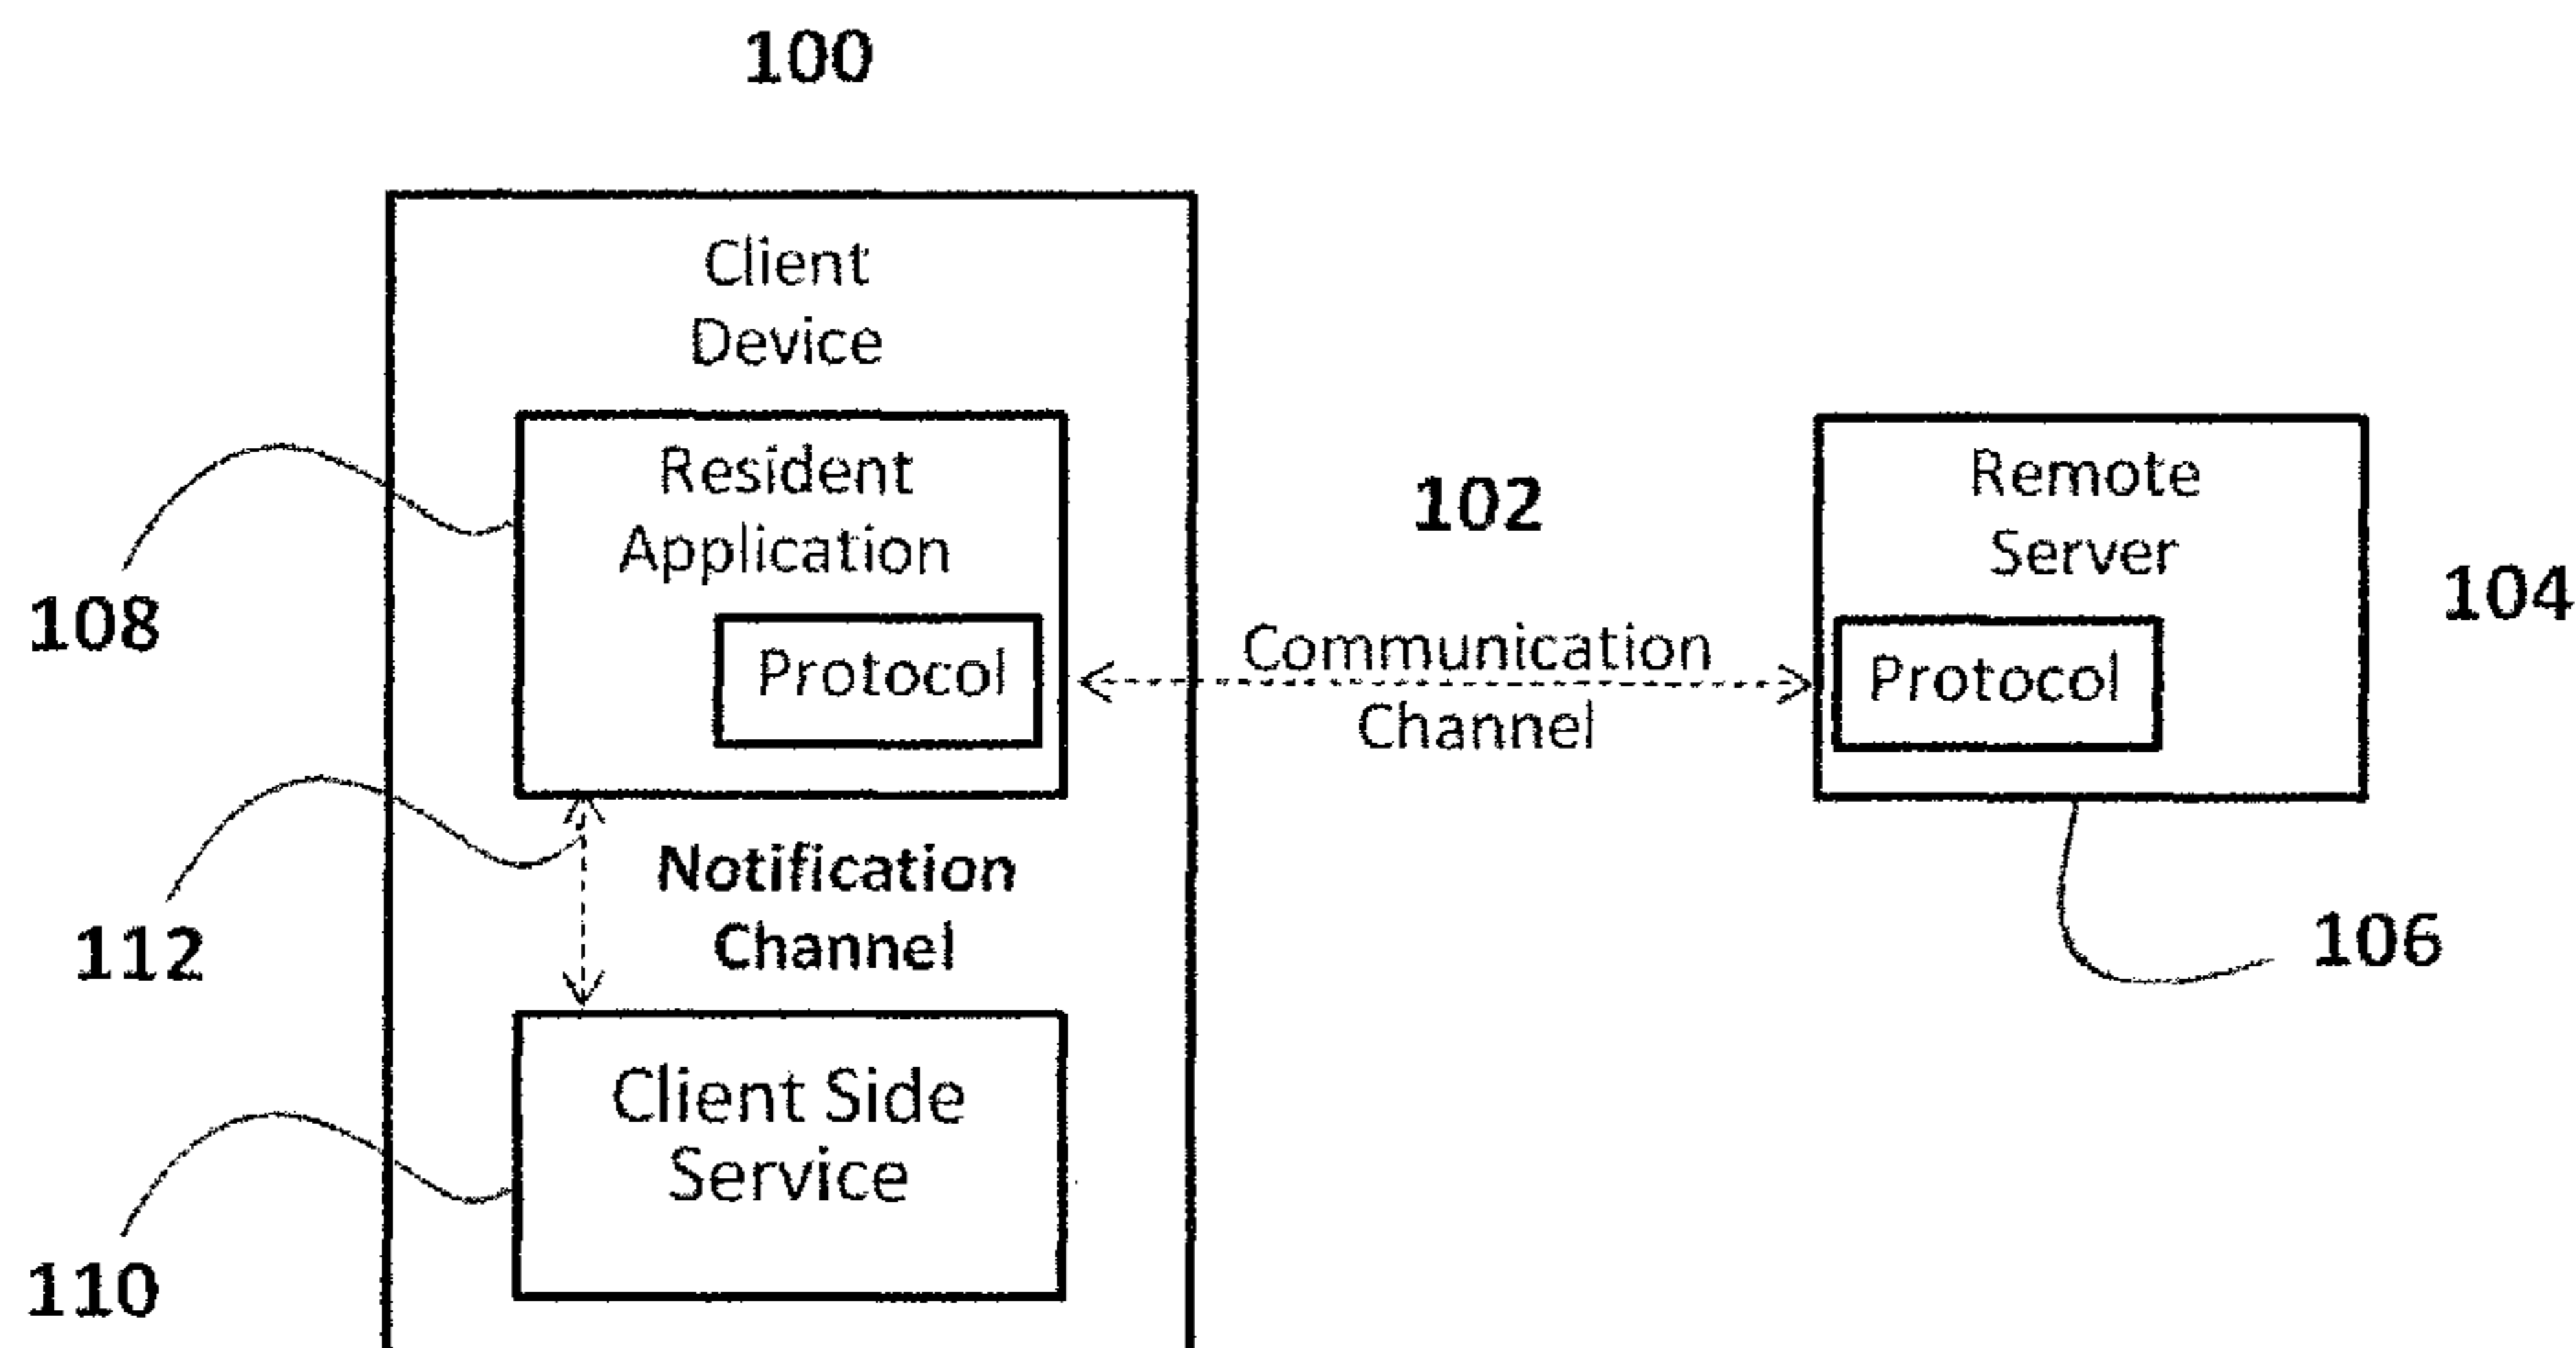 100
Client
Device
Resident
Application
Protocol
108
102
Communication
Channel
Remote
Server
Protocol
104
106
112
Notification
Channel
Client Side
Service
110